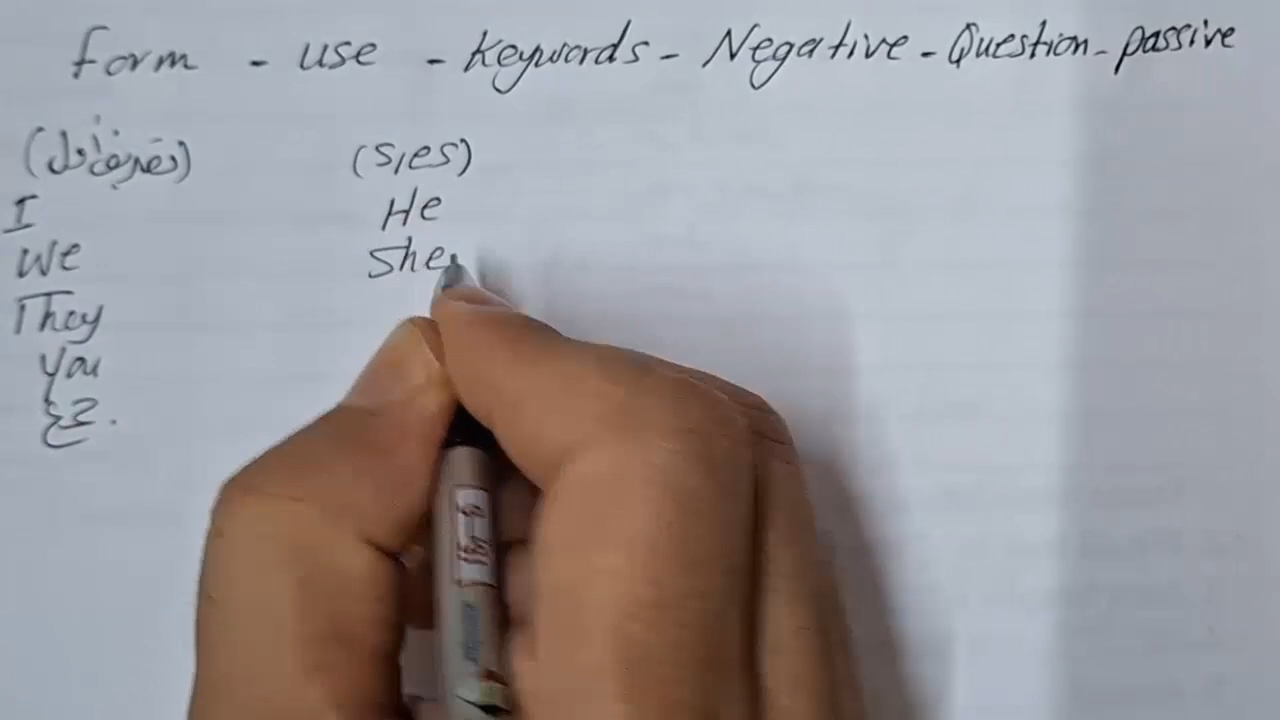 Form - use - Keywords - Negative - Question - passive
(تصريف أول) (s,es)
I He
We She
They
You
جمع.